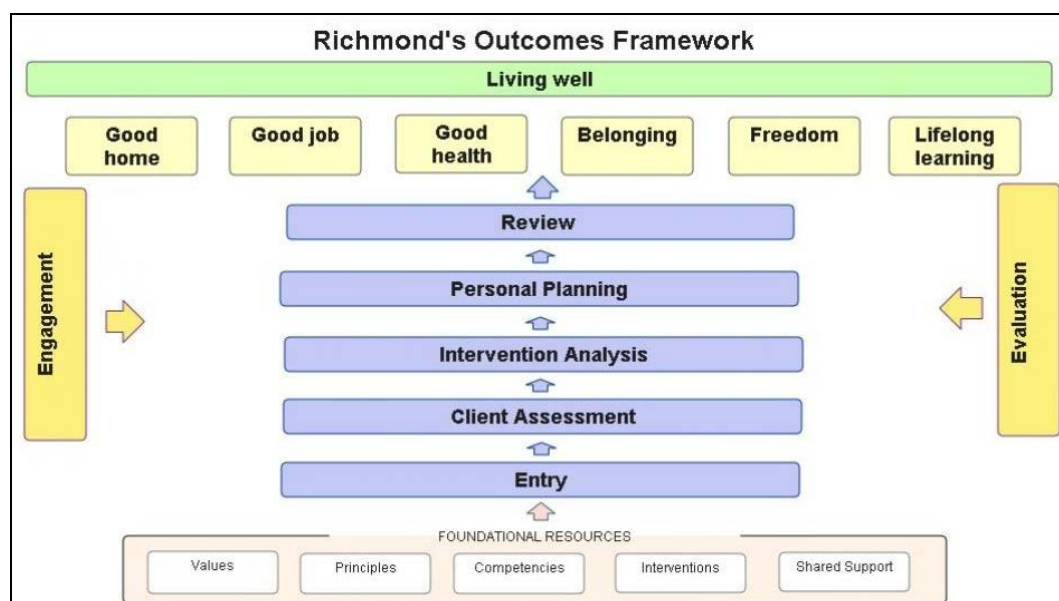 Richmond's Outcomes Framework
Living well
Good
home
Good job
Good
health
Belonging
Freedom
Lifelong
learning
Engagement
Evaluation
Review
Personal Planning
Intervention Analysis
Client Assessment
Entry
FOUNDATIONAL RESOURCES
Values
Principles
Competencies
Interventions
Shared Support